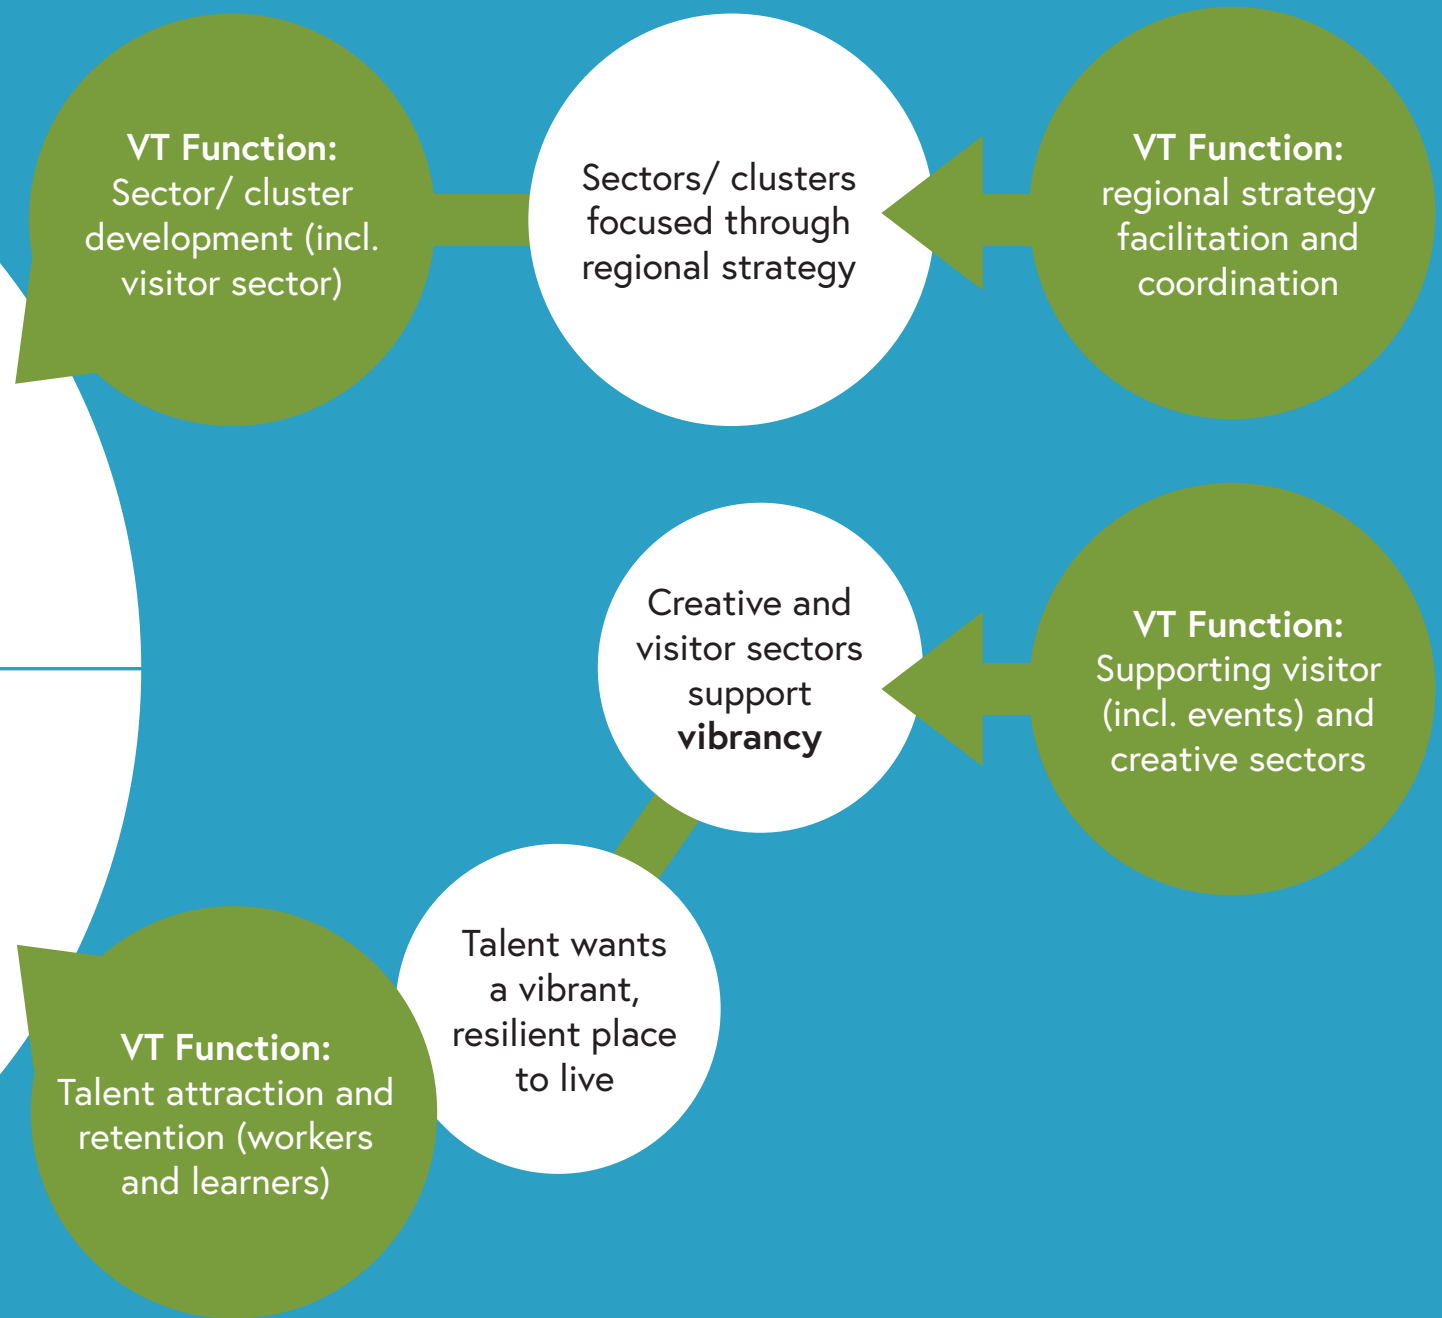 VT Function:
Sector/ cluster
development (incl.
visitor sector)
Sectors/ clusters
focused through
regional strategy
VT Function:
regional strategy
facilitation and
coordination
Creative and
visitor sectors
support
vibrancy
VT Function:
Supporting visitor
(incl. events) and
creative sectors
Talent wants
a vibrant,
resilient place
to live
VT Function:
Talent attraction and
retention (workers
and learners)